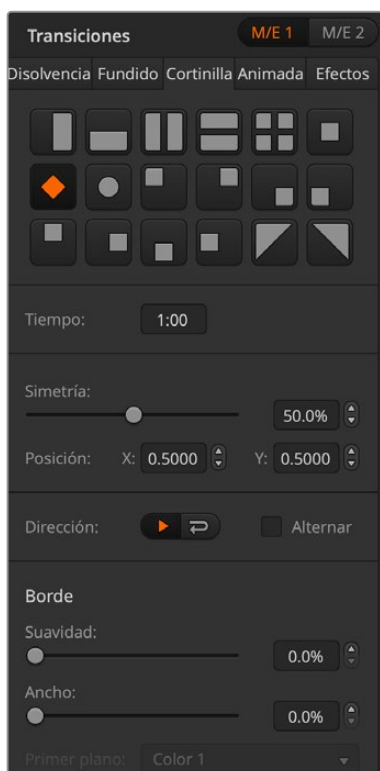 Transiciones M/E 1 M/E 2
Disolvencia Fundido Cortinilla Animada Efectos
Tiempo: 1:00
Simetría:
50.0%
Posición: X: 0.5000 Y: 0.5000
Dirección: Alternar
Borde
Suavidad:
0.0%
Ancho:
0.0%
Primer plano: Color 1